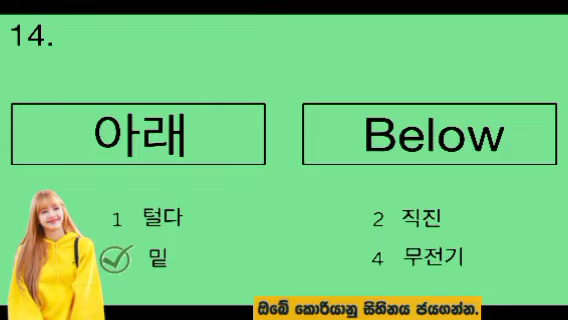 14.
아래
Below
1 털다
2 직진
밑
4 무전기
ඔබේ කොරියානු සිහිනය ජයගන්න.